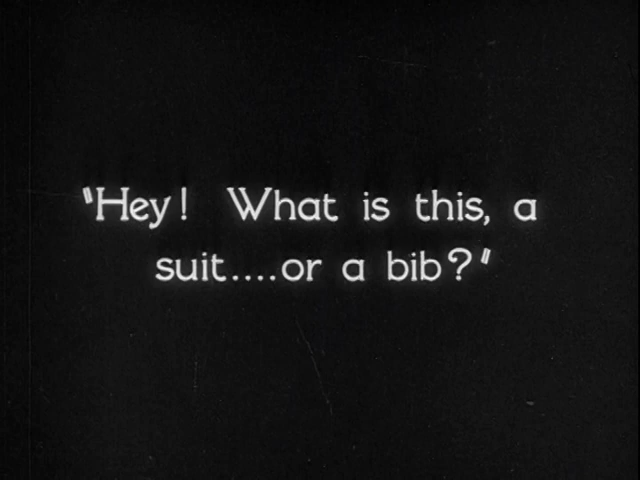 "Hey! What is this, a
suit....or a bib?"